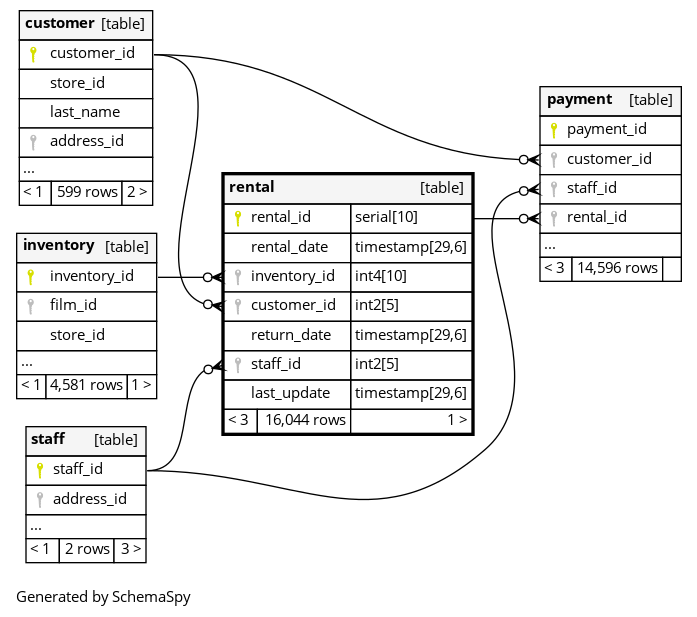 customer [table]
customer_id
store_id
last_name
address_id
...
< 1 599 rows 2 >
inventory [table]
inventory_id
film_id
store_id
...
< 1 4,581 rows 1 >
staff [table]
staff_id
address_id
...
< 1 2 rows 3 >
rental [table]
rental_id serial[10]
rental_date timestamp[29,6]
inventory_id int4[10]
customer_id int2[5]
return_date timestamp[29,6]
staff_id int2[5]
last_update timestamp[29,6]
< 3 16,044 rows 1 >
payment [table]
payment_id
customer_id
staff_id
rental_id
...
< 3 14,596 rows
Generated by SchemaSpy